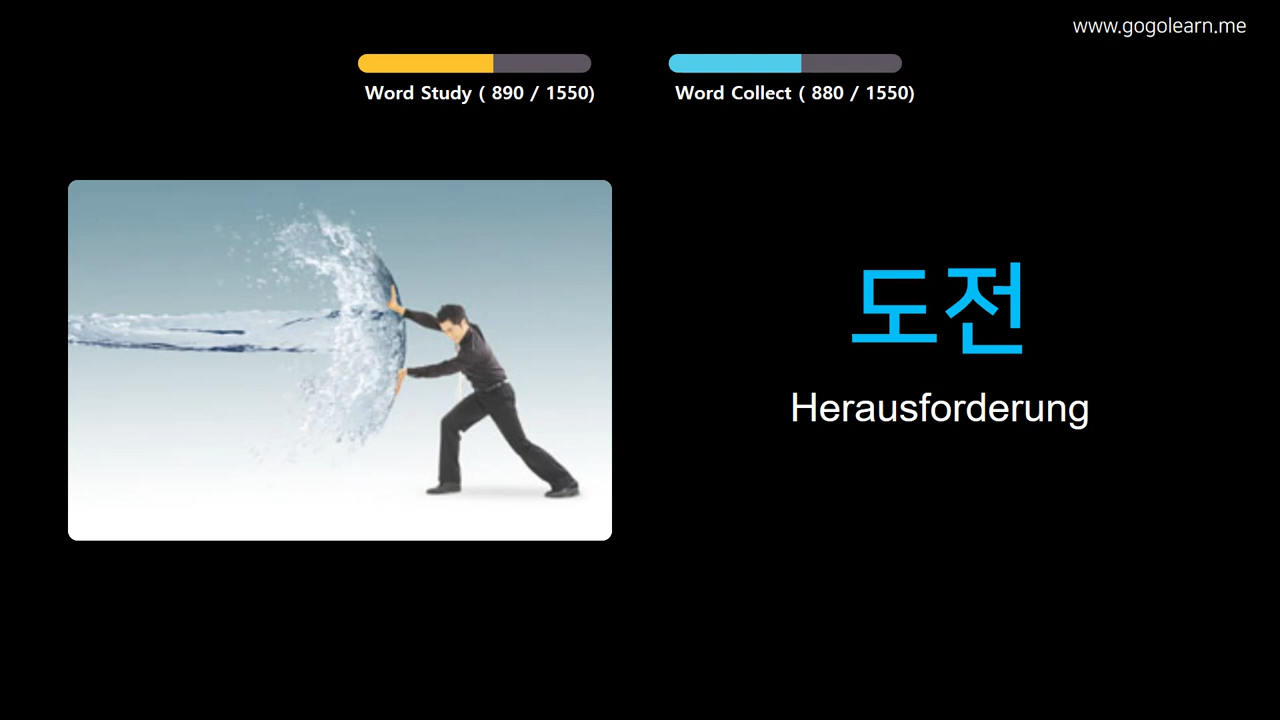 www.gogolearn.me
Word Study ( 890 / 1550)
Word Collect ( 880 / 1550)
도전
Herausforderung